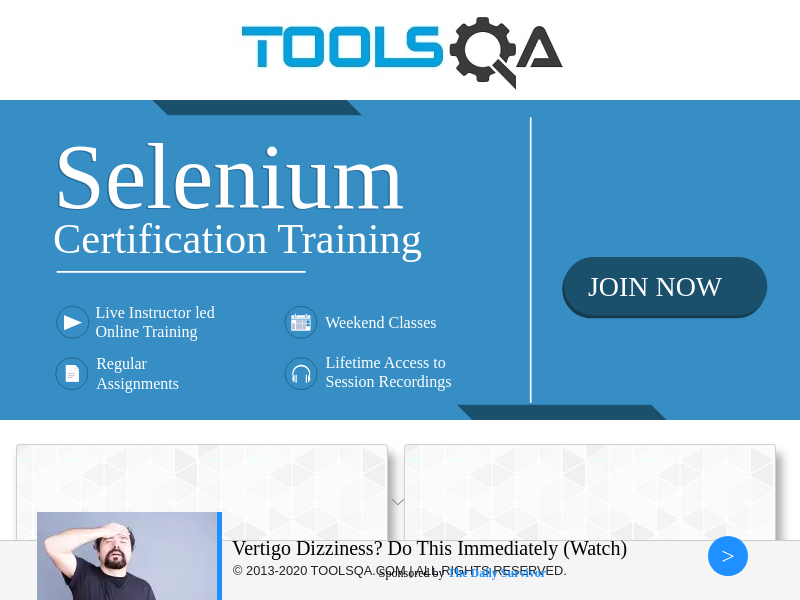 TOOLSQA
Selenium
Certification Training
Live Instructor led
Online Training
Weekend Classes
Regular
Assignments
Lifetime Access to
Session Recordings
JOIN NOW
Vertigo Dizziness? Do This Immediately (Watch)
© 2013-2020 TOOLSQA.COM | ALL RIGHTS RESERVED.
Sponsored by The Daily Survivor
>